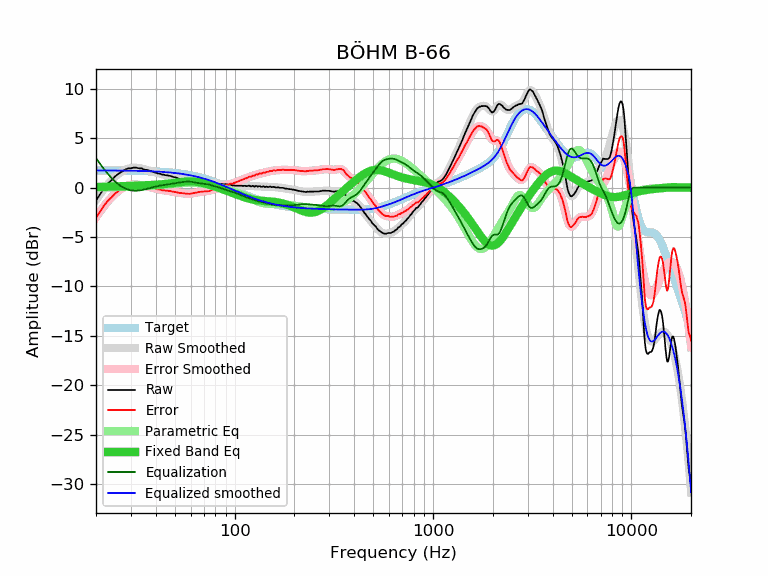 BÖHM B-66
10
5
0
−5
−10
−15
−20
−25
−30
Amplitude (dBr)
Target
Raw Smoothed
Error Smoothed
Raw
Error
Parametric Eq
Fixed Band Eq
Equalization
Equalized smoothed
100
1000
10000
Frequency (Hz)